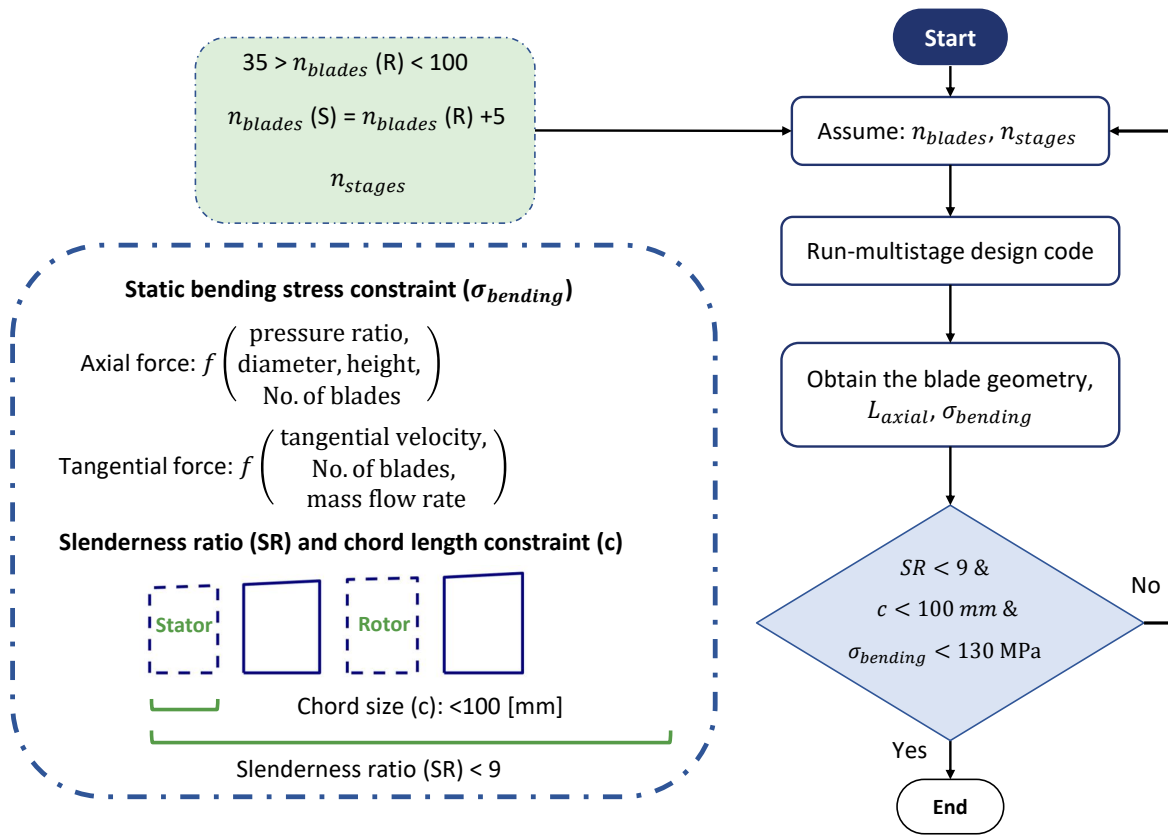 Start
35 > n_blades (R) < 100
n_blades (S) = n_blades (R) +5
n_stages
Assume: n_blades, n_stages
Run-multistage design code
Obtain the blade geometry,
L_axial, σ_bending
SR < 9 &
c < 100 mm &
σ_bending < 130 MPa
No
Yes
End
Static bending stress constraint (σ_bending)
Axial force: f ( pressure ratio,
diameter, height,
No. of blades )
Tangential force: f ( tangential velocity,
No. of blades,
mass flow rate )
Slenderness ratio (SR) and chord length constraint (c)
Stator
Rotor
Chord size (c): <100 [mm]
Slenderness ratio (SR) < 9